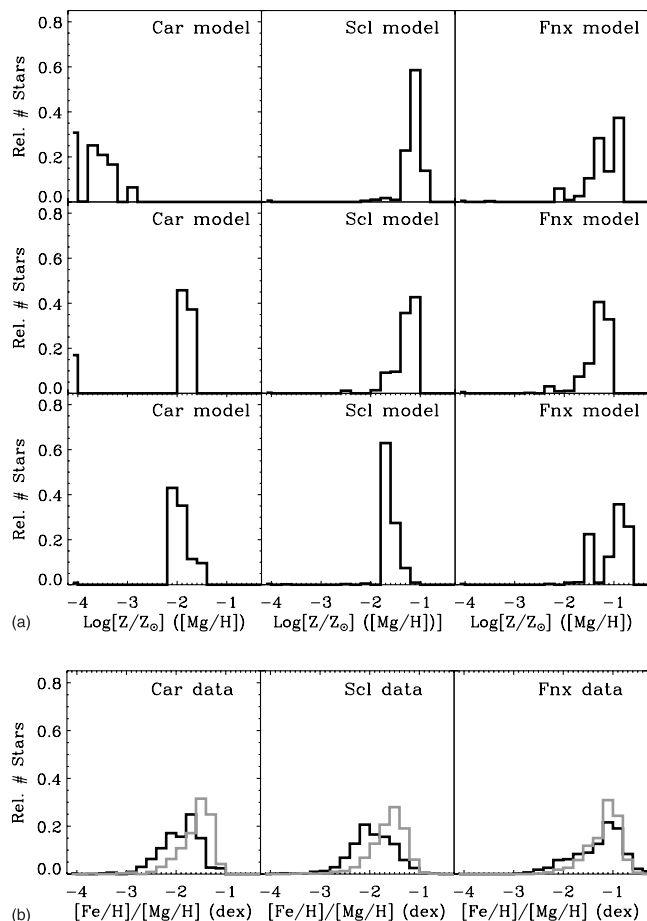 Car model Scl model Fnx model
0.8
0.6
0.4
0.2
0.0
Rel. # Stars
Car model Scl model Fnx model
0.8
0.6
0.4
0.2
0.0
Rel. # Stars
Car model Scl model Fnx model
0.8
0.6
0.4
0.2
0.0
Rel. # Stars
−4 −3 −2 −1 −4 −3 −2 −1 −4 −3 −2 −1
(a) Log[Z/Z⊙] ([Mg/H]) Log[Z/Z⊙] ([Mg/H])] Log[Z/Z⊙] ([Mg/H])
Car data Scl data Fnx data
0.8
0.6
0.4
0.2
0.0
Rel. # Stars
−4 −3 −2 −1 −4 −3 −2 −1 −4 −3 −2 −1
(b) [Fe/H]/[Mg/H] (dex) [Fe/H]/[Mg/H] (dex) [Fe/H]/[Mg/H] (dex)